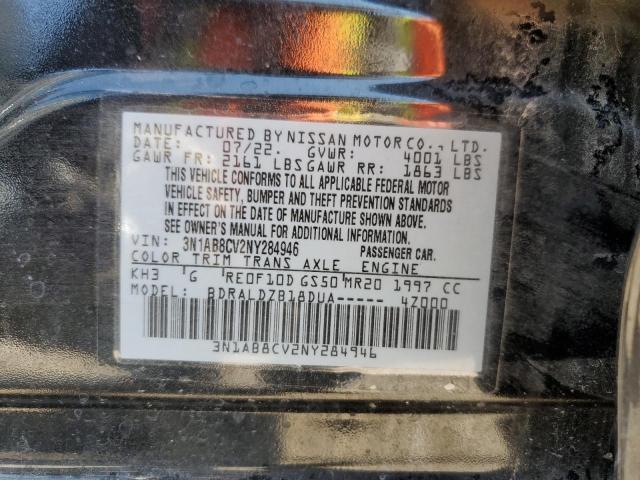 MANUFACTURED BY NISSAN MOTOR CO., LTD.
DATE: 07/22 GVWR: 4001 LBS
GAWR FR: 2161 LBS GAWR RR: 1863 LBS
THIS VEHICLE CONFORMS TO ALL APPLICABLE FEDERAL MOTOR
VEHICLE SAFETY, BUMPER AND THEFT PREVENTION STANDARDS
IN EFFECT ON THE DATE OF MANUFACTURE SHOWN ABOVE.
SEE OWNER'S MANUAL FOR ADDITIONAL INFORMATION.
VIN: 3N1AB8CV2NY284946 PASSENGER CAR.
COLOR TRIM TRANS AXLE ENGINE
KH3 G RE0F10D GS50 MR20 1997 CC
MODEL: BDRALDZB18DUA----- 4Z000
3N1AB8CV2NY284946